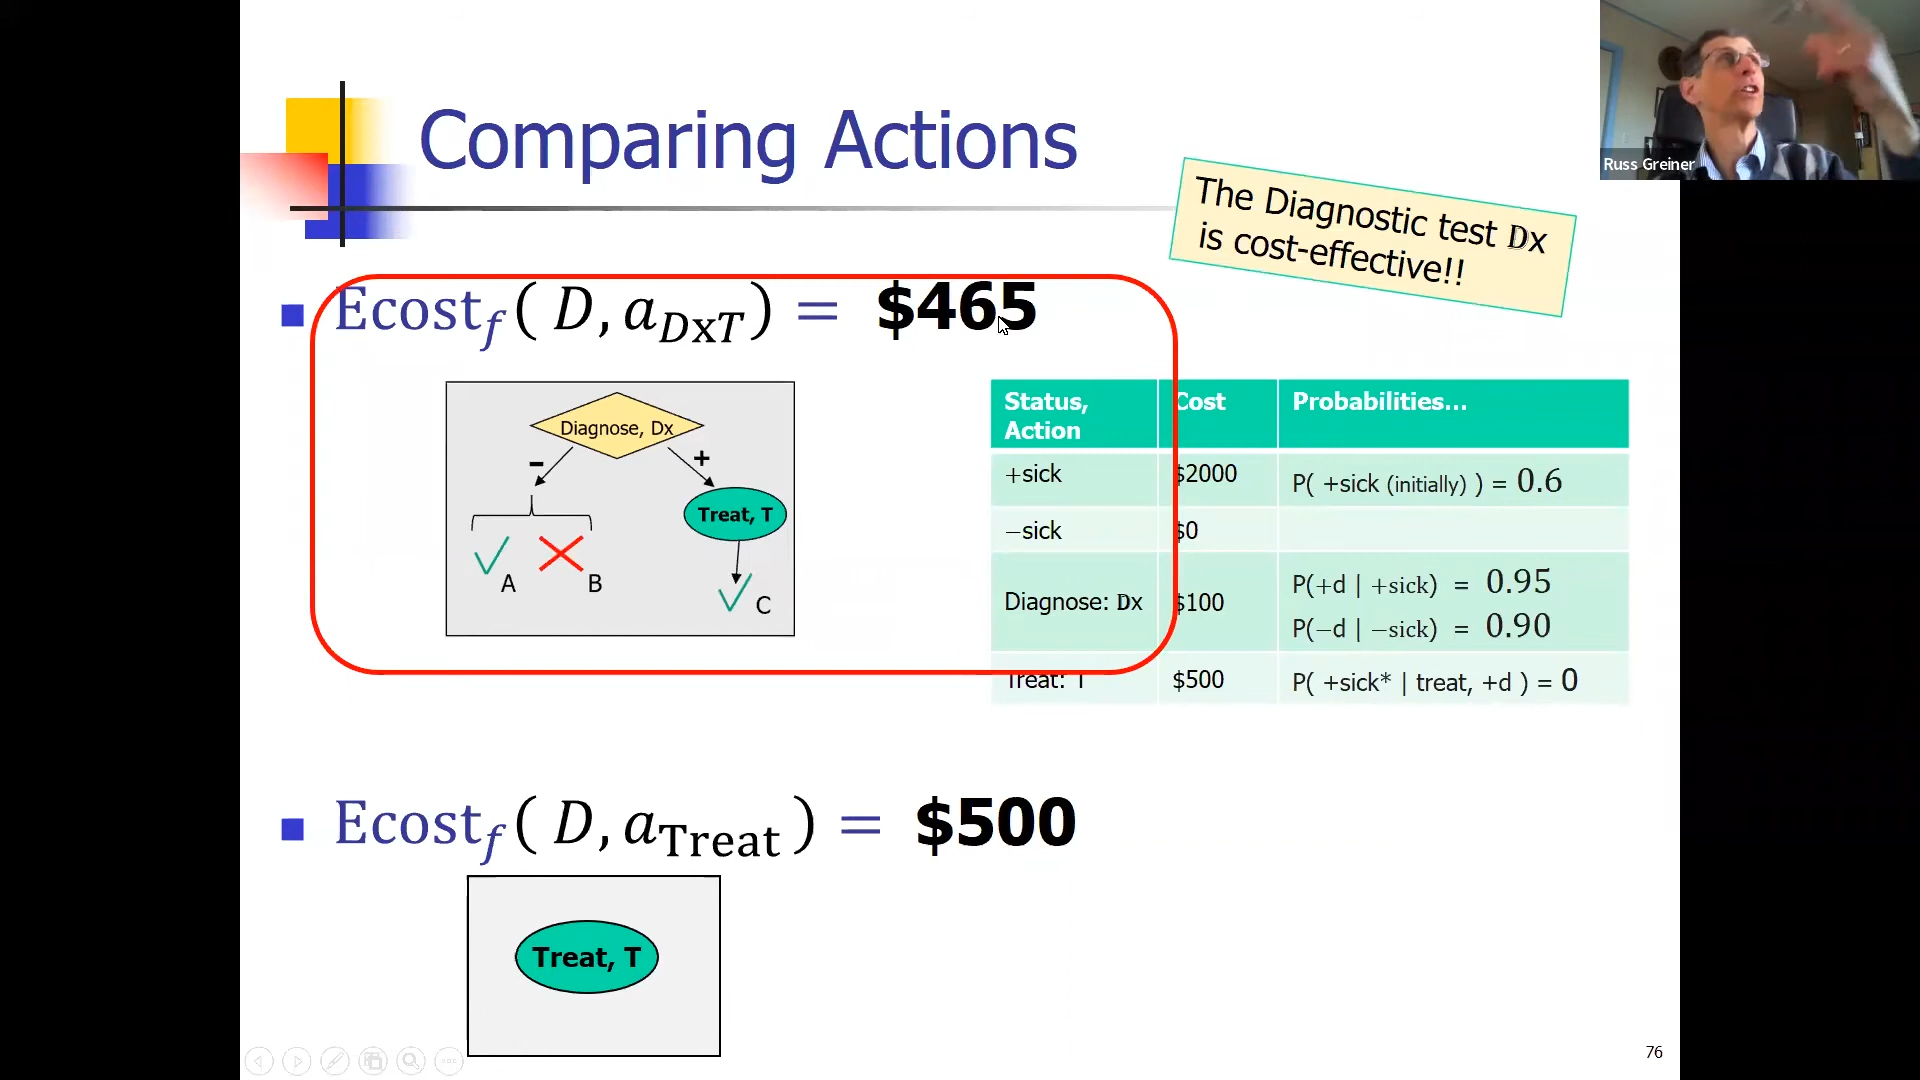 Comparing Actions
Russ Greiner
The Diagnostic test Dx
is cost-effective!!
Ecost_f ( D, a_DxT ) = $465
Diagnose, Dx
– +
Treat, T
A B
C
Status, Action Cost Probabilities...
+sick $2000 P( +sick (initially) ) = 0.6
−sick $0
Diagnose: Dx $100 P(+d | +sick) = 0.95
P(−d | −sick) = 0.90
Treat: T $500 P( +sick* | treat, +d ) = 0
Ecost_f ( D, a_Treat ) = $500
Treat, T
76